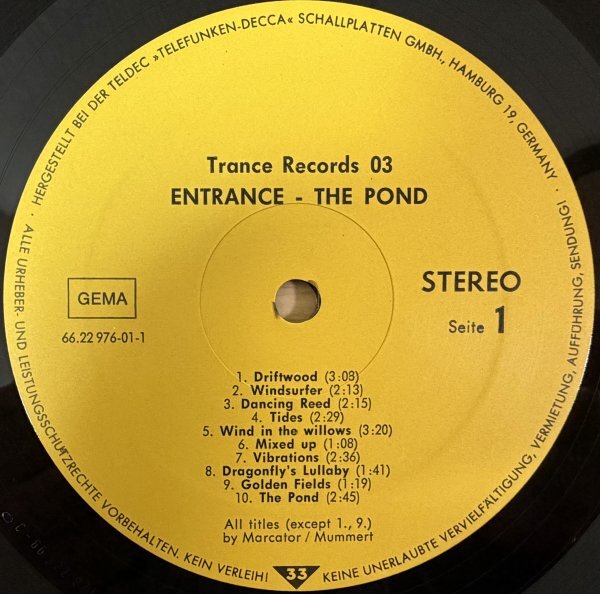 HERGESTELLT BEI DER TELDEC »TELEFUNKEN-DECCA« SCHALLPLATTEN GMBH., HAMBURG 19, GERMANY ·
Trance Records 03
ENTRANCE - THE POND
GEMA
66.22 976-01-1
STEREO
Seite 1
1. Driftwood (3:08)
2. Windsurfer (2:13)
3. Dancing Reed (2:15)
4. Tides (2:29)
5. Wind in the willows (3:20)
6. Mixed up (1:08)
7. Vibrations (2:36)
8. Dragonfly's Lullaby (1:41)
9. Golden Fields (1:19)
10. The Pond (2:45)
All titles (except 1., 9.)
by Marcator / Mummert
· ALLE URHEBER- UND LEISTUNGSSCHUTZRECHTE VORBEHALTEN. KEIN VERLEIH! 33 KEINE UNERLAUBTE VERVIELFÄLTIGUNG, VERMIETUNG, AUFFÜHRUNG, SENDUNG!